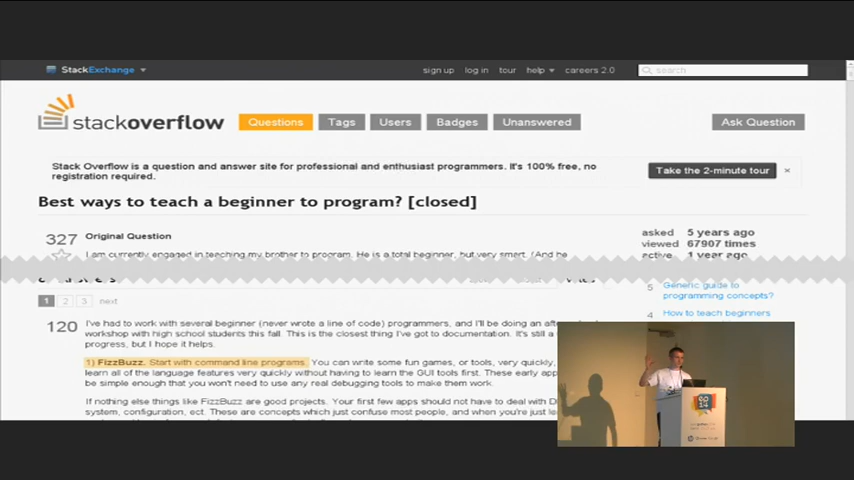 StackExchange
sign up log in tour help careers 2.0 search
stackoverflow Questions Tags Users Badges Unanswered Ask Question
Stack Overflow is a question and answer site for professional and enthusiast programmers. It's 100% free, no
registration required.
Take the 2-minute tour ×
Best ways to teach a beginner to program? [closed]
327 Original Question
I am currently engaged in teaching my brother to program. He is a total beginner, but very smart. (And he
asked 5 years ago
viewed 67907 times
active 1 year ago
1 2 3 next
5 Generic guide to
programming concepts?
4 How to teach beginners
120 I've had to work with several beginner (never wrote a line of code) programmers, and I'll be doing an after
workshop with high school students this fall. This is the closest thing I've got to documentation. It's still a
progress, but I hope it helps.
1) FizzBuzz. Start with command line programs. You can write some fun games, or tools, very quickly,
learn all of the language features very quickly without having to learn the GUI tools first. These early app
be simple enough that you won't need to use any real debugging tools to make them work.
If nothing else things like FizzBuzz are good projects. Your first few apps should not have to deal with D
system, configuration, ect. These are concepts which just confuse most people, and when you're just le